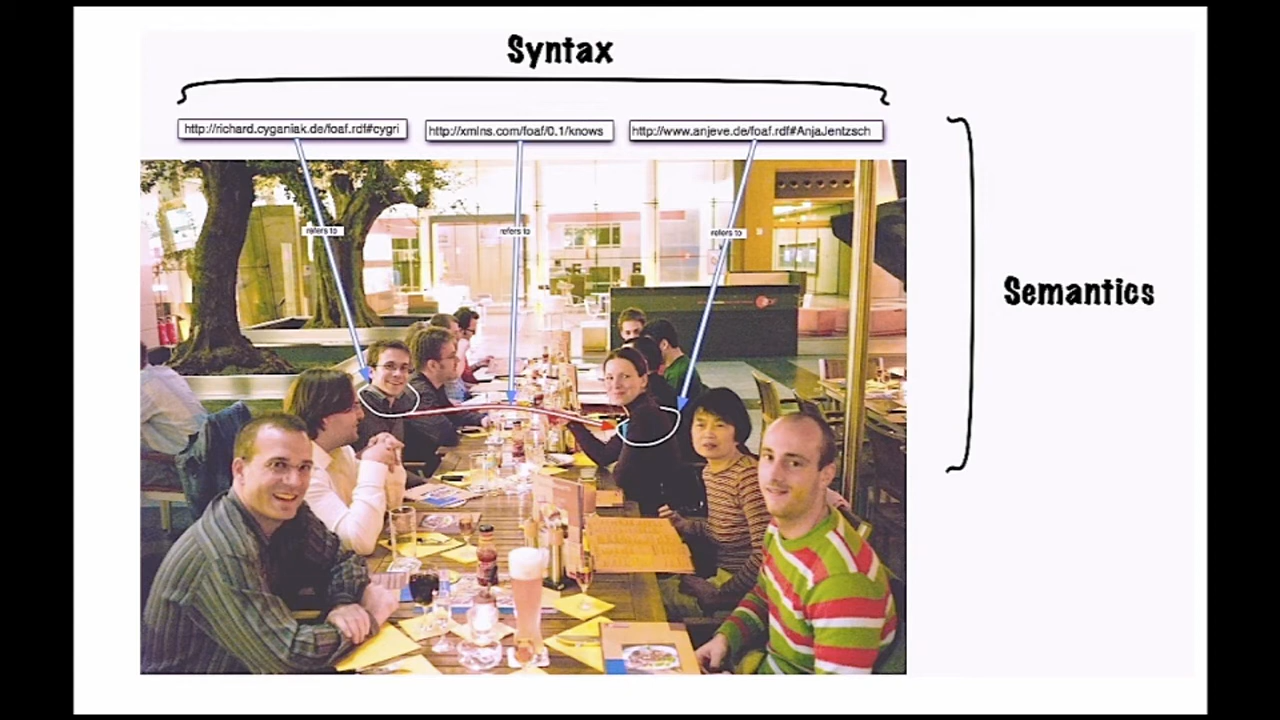 Syntax
http://richard.cyganiak.de/foaf.rdf#cygri
http://xmlns.com/foaf/0.1/knows
http://www.anjeve.de/foaf.rdf#AnjaJentzsch
refers to
refers to
refers to
Semantics